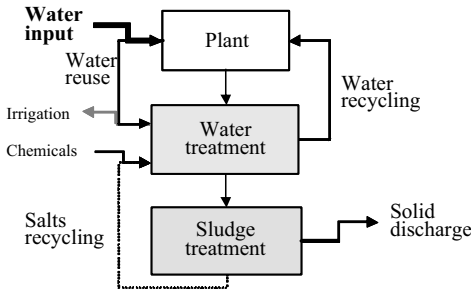 Water
input
Plant
Water
reuse
Water
recycling
Irrigation
Water
treatment
Chemicals
Salts
recycling
Sludge
treatment
Solid
discharge